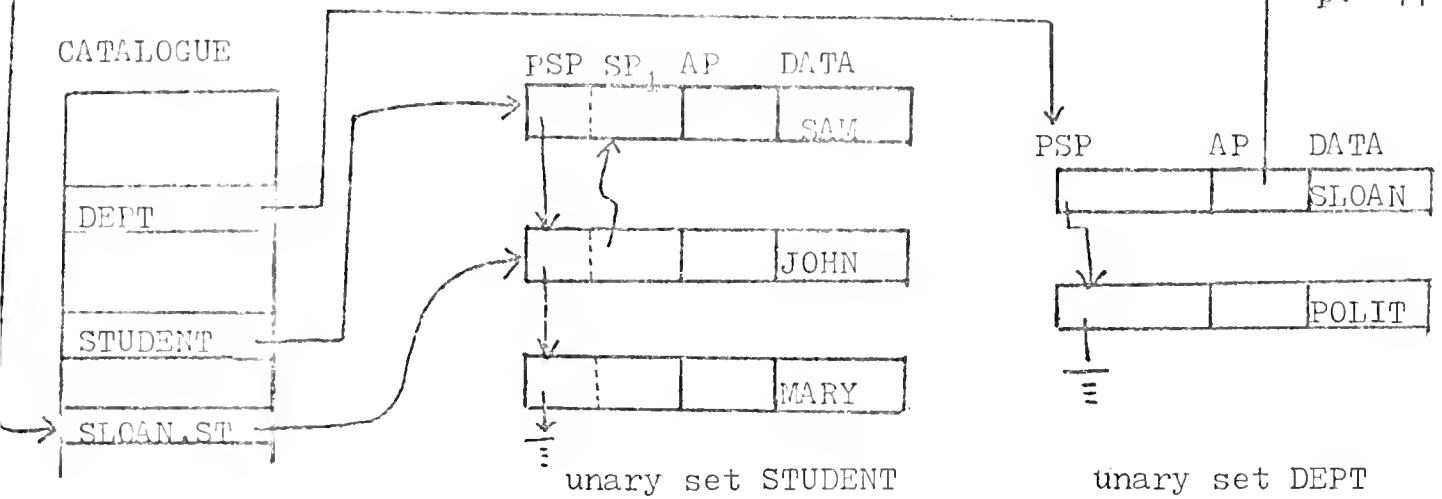 CATALOGUE
DEPT
STUDENT
SLOAN.ST
PSP SP1 AP DATA
SAM
JOHN
MARY
unary set STUDENT
PSP AP DATA
SLOAN
POLIT
unary set DEPT